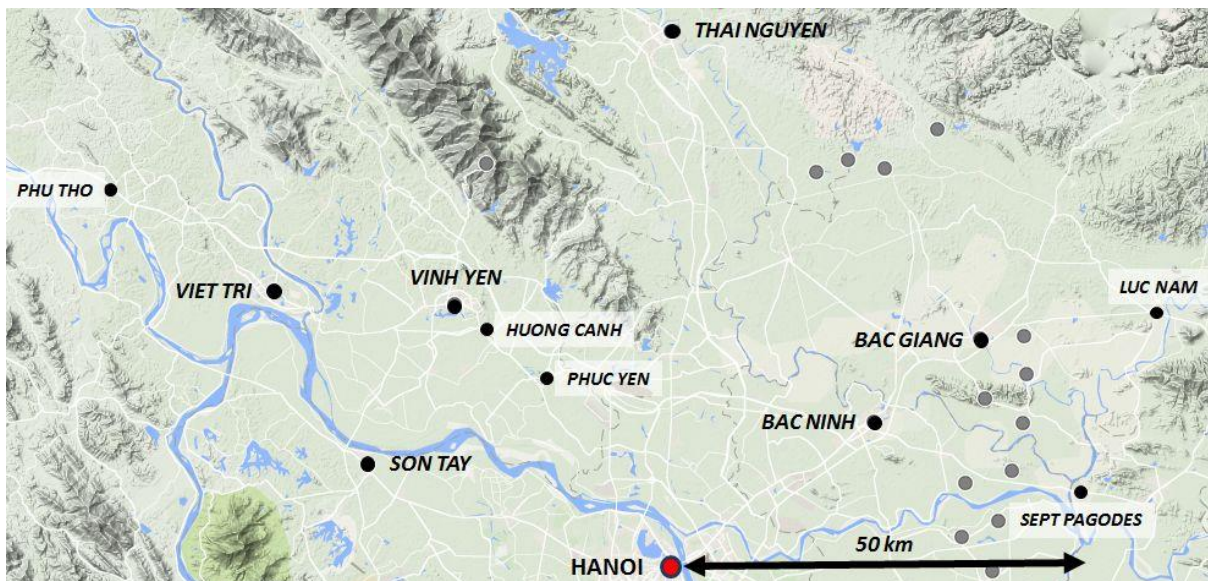 THAI NGUYEN
PHU THO
VIET TRI
VINH YEN
LUC NAM
HUONG CANH
BAC GIANG
PHUC YEN
BAC NINH
SON TAY
SEPT PAGODES
50 km
HANOI